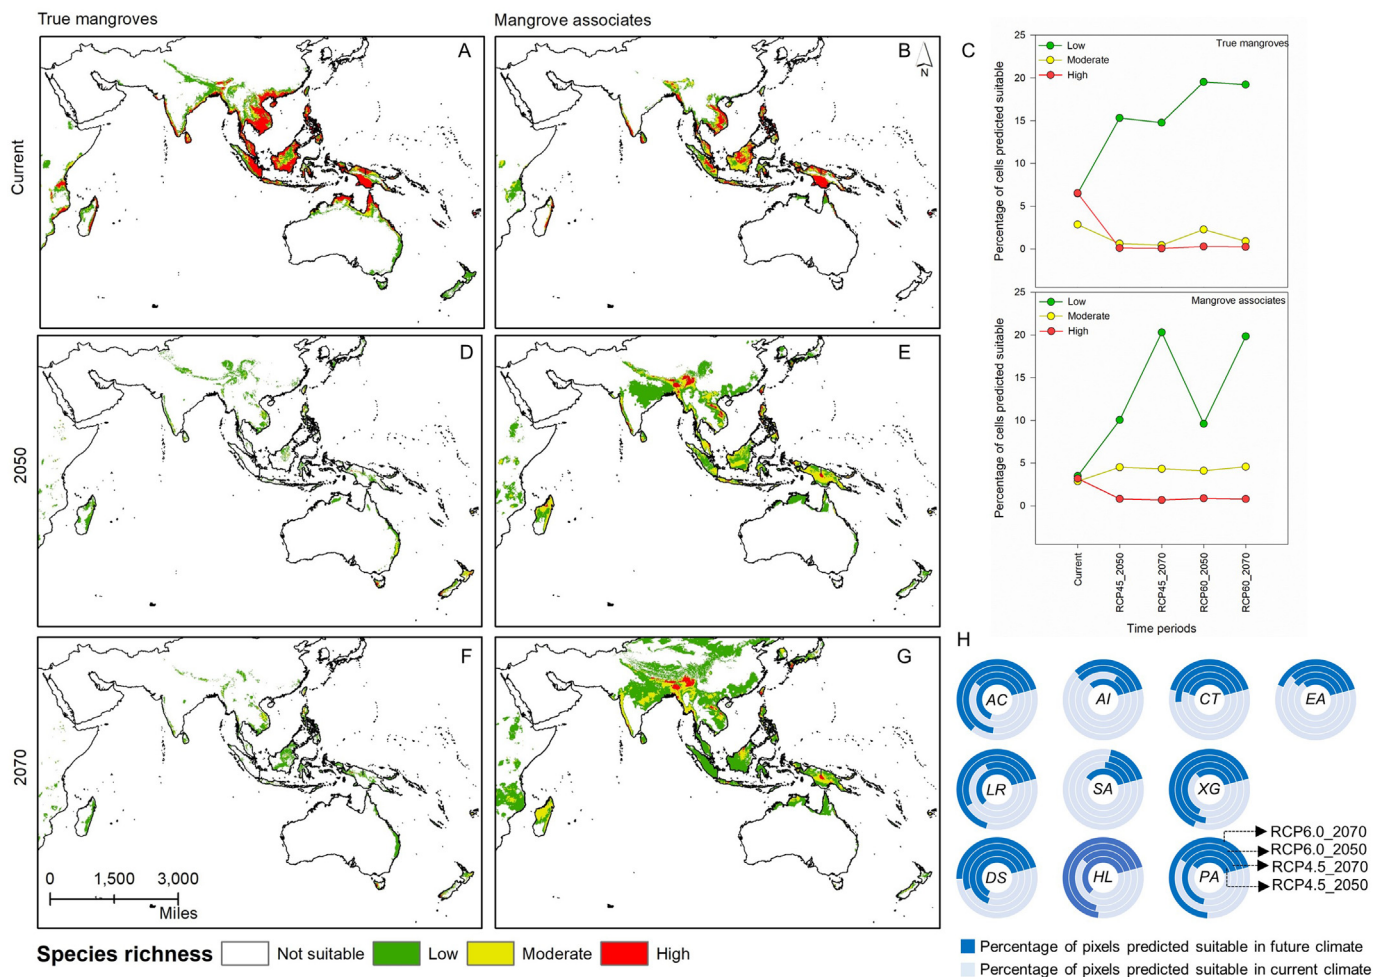 True mangroves
Mangrove associates
Current
A
B
N
C
25
20
15
10
5
0
Percentage of cells predicted suitable
Low
Moderate
High
True mangroves
25
20
15
10
5
0
Percentage of cells predicted suitable
Low
Moderate
High
Mangrove associates
Current
RCP45_2050
RCP45_2070
RCP60_2050
RCP60_2070
Time periods
2050
D
E
2070
F
G
0 1,500 3,000
Miles
H
AC AI CT EA
LR SA XG
DS HL PA
RCP6.0_2070
RCP6.0_2050
RCP4.5_2070
RCP4.5_2050
Species richness Not suitable Low Moderate High
Percentage of pixels predicted suitable in future climate
Percentage of pixels predicted suitable in current climate